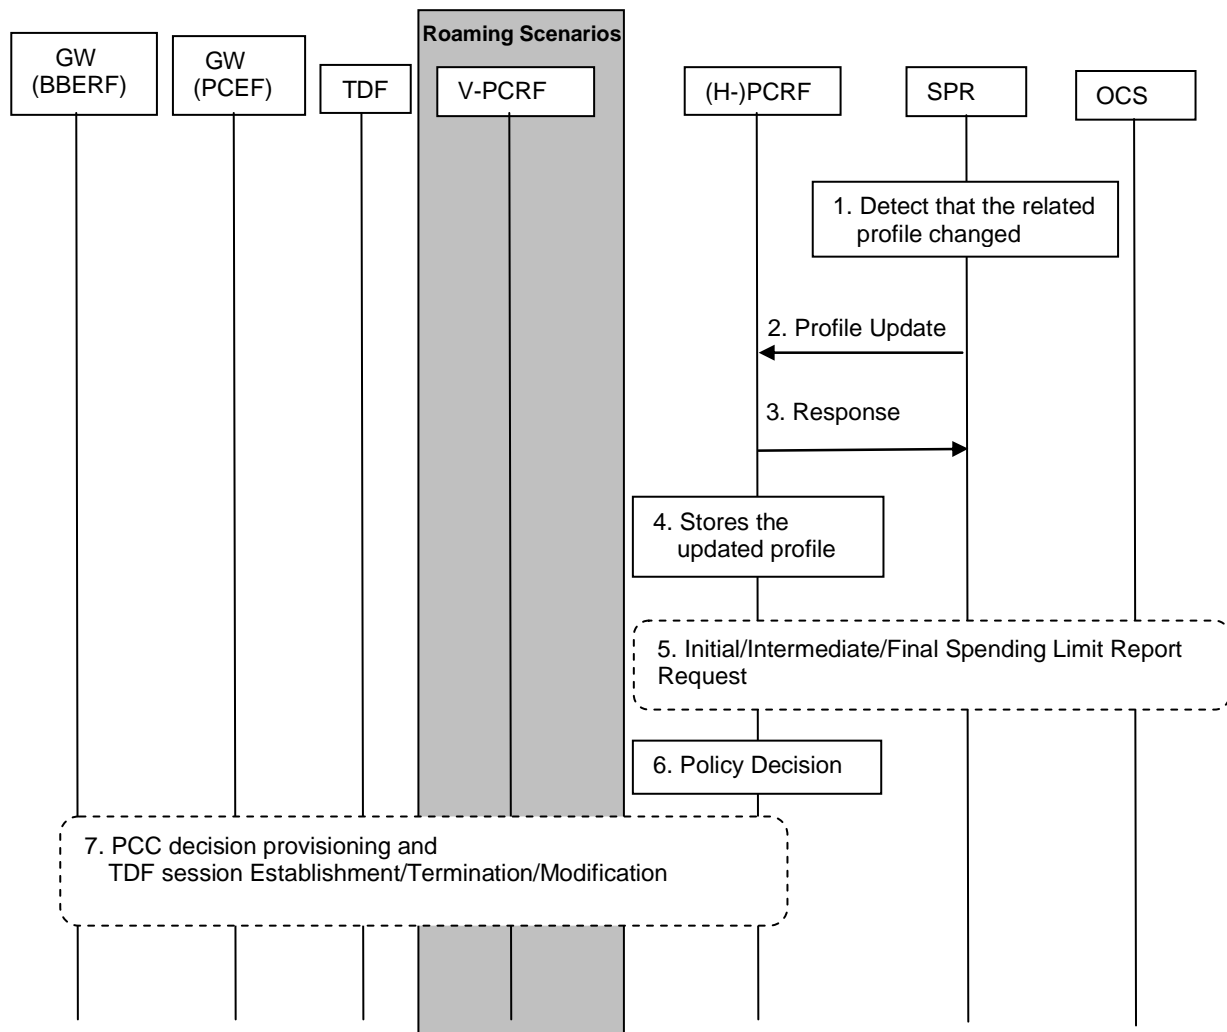 Roaming Scenarios
GW
(BBERF)
GW
(PCEF)
TDF
V-PCRF
(H-)PCRF
SPR
OCS
1. Detect that the related
profile changed
2. Profile Update
3. Response
4. Stores the
updated profile
5. Initial/Intermediate/Final Spending Limit Report
Request
6. Policy Decision
7. PCC decision provisioning and
TDF session Establishment/Termination/Modification